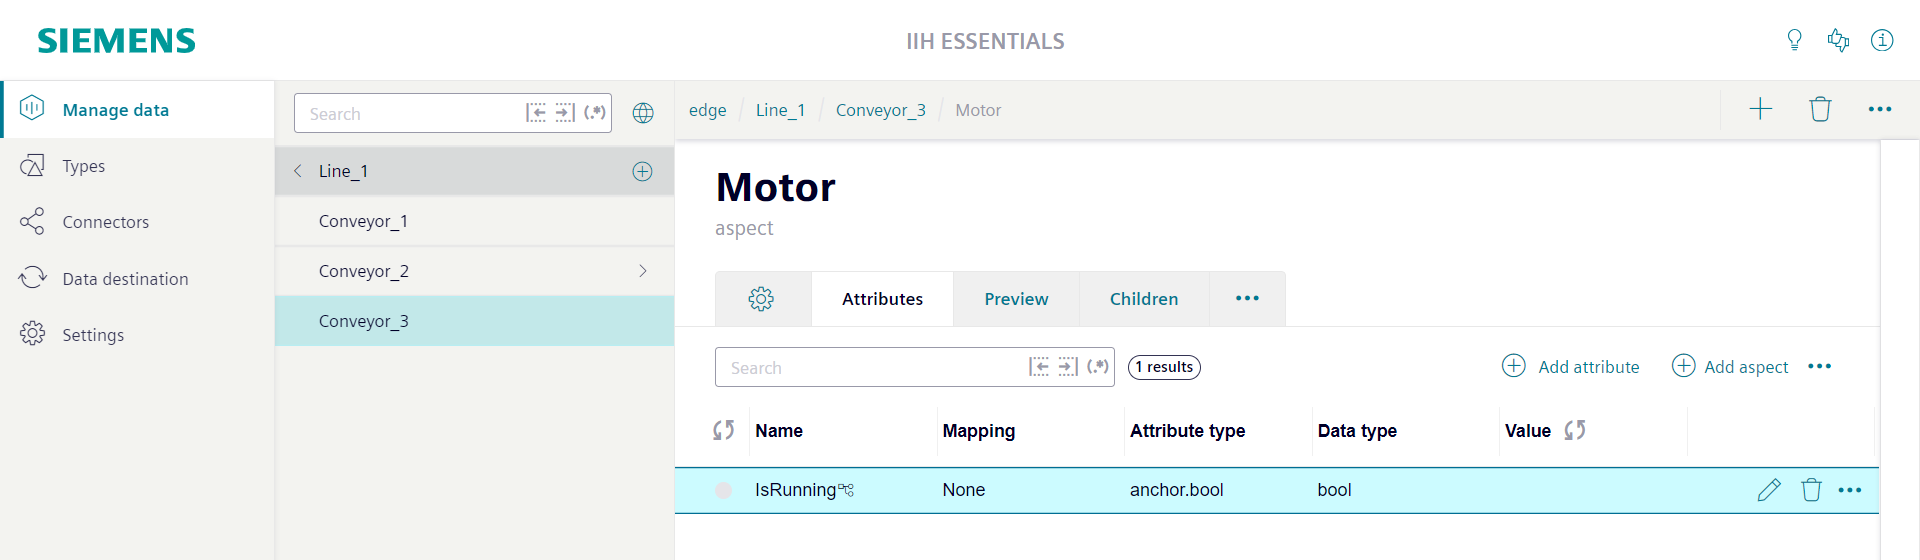 SIEMENS
IIH ESSENTIALS
Manage data
Types
Connectors
Data destination
Settings
Search (.*)
Line_1
Conveyor_1
Conveyor_2
Conveyor_3
edge / Line_1 / Conveyor_3 / Motor
Motor
aspect
Attributes Preview Children
Search (.*) 1 results Add attribute Add aspect
Name Mapping Attribute type Data type Value
IsRunning None anchor.bool bool